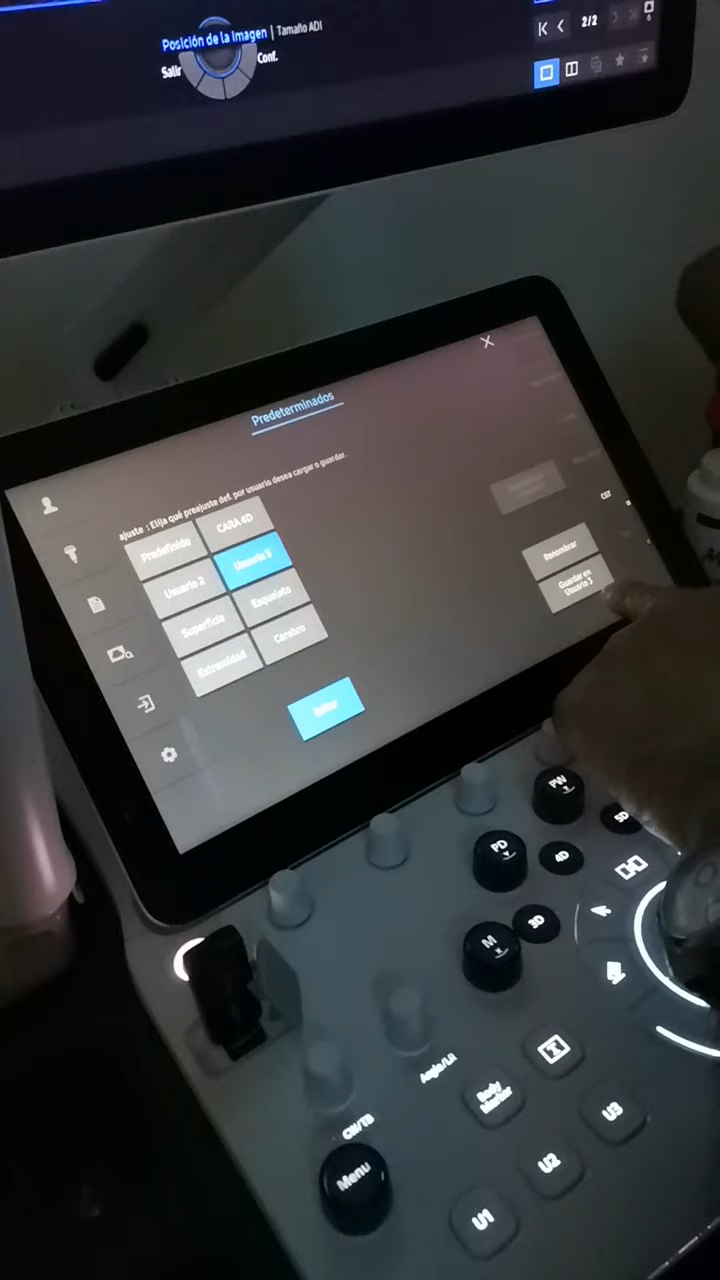 Posición de la imagen | Tamaño ADI
2/2
Salir
Conf.
Predeterminados
ajuste : Elija qué preajuste def. por usuario desea cargar o guardar.
Predefinido
CARA 4D
Usuario 2
Usuario 3
Superficie
Esqueleto
Extremidad
Cerebro
Renombrar
Guardar en
Usuario 3
PW
SD
PD
4D
M
3D
Angle/LR
Body
Marker
T
CW/TD
Menu
U1
U2
U3